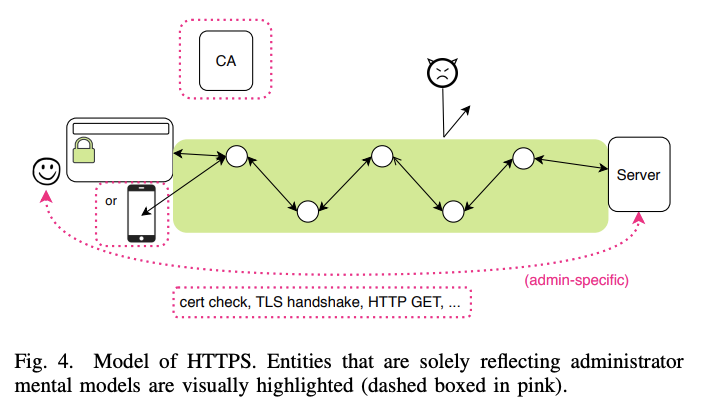 CA
or
Server
(admin-specific)
cert check, TLS handshake, HTTP GET, ...
Fig. 4. Model of HTTPS. Entities that are solely reflecting administrator
mental models are visually highlighted (dashed boxed in pink).